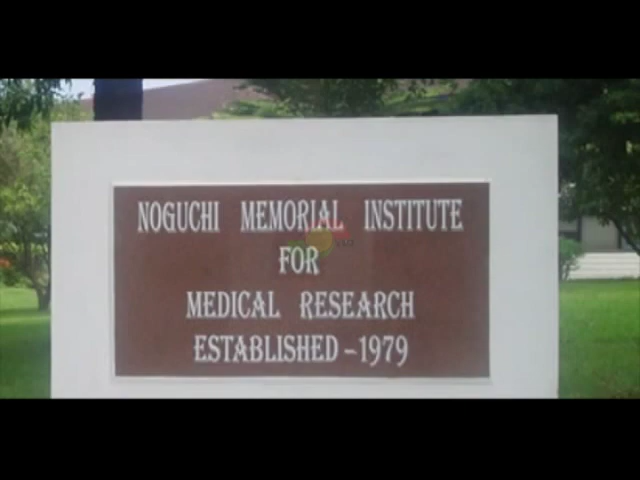 NOGUCHI MEMORIAL INSTITUTE
FOR
MEDICAL RESEARCH
ESTABLISHED - 1979